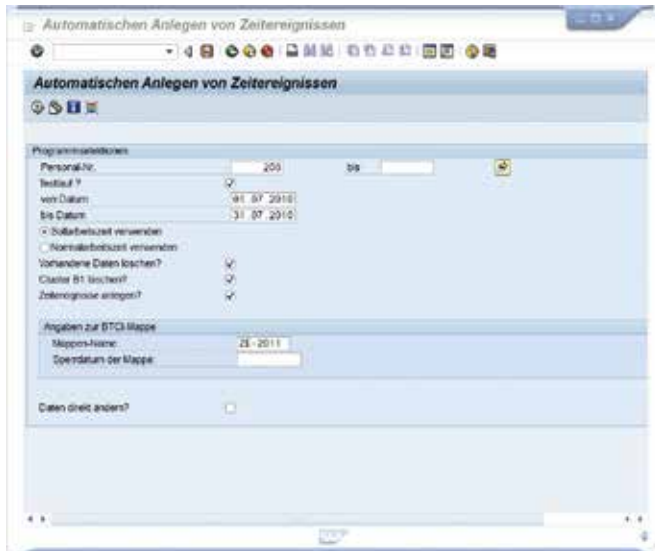 Automatischen Anlegen von Zeitereignissen
Automatischen Anlegen von Zeitereignissen
Programmselektionen
Personal-Nr. 200 bis
Testlauf ?
von Datum 01.07.2010
bis Datum 31.07.2010
Sollarbeitszeit verwenden
Normalarbeitszeit verwenden
Vorhandene Daten löschen?
Cluster B1 löschen?
Zeitereignisse anlegen?
Angaben zur BTCI-Mappe
Mappen-Name ZE-2011
Sperrdatum der Mappe
Daten direkt ändern?
SAP